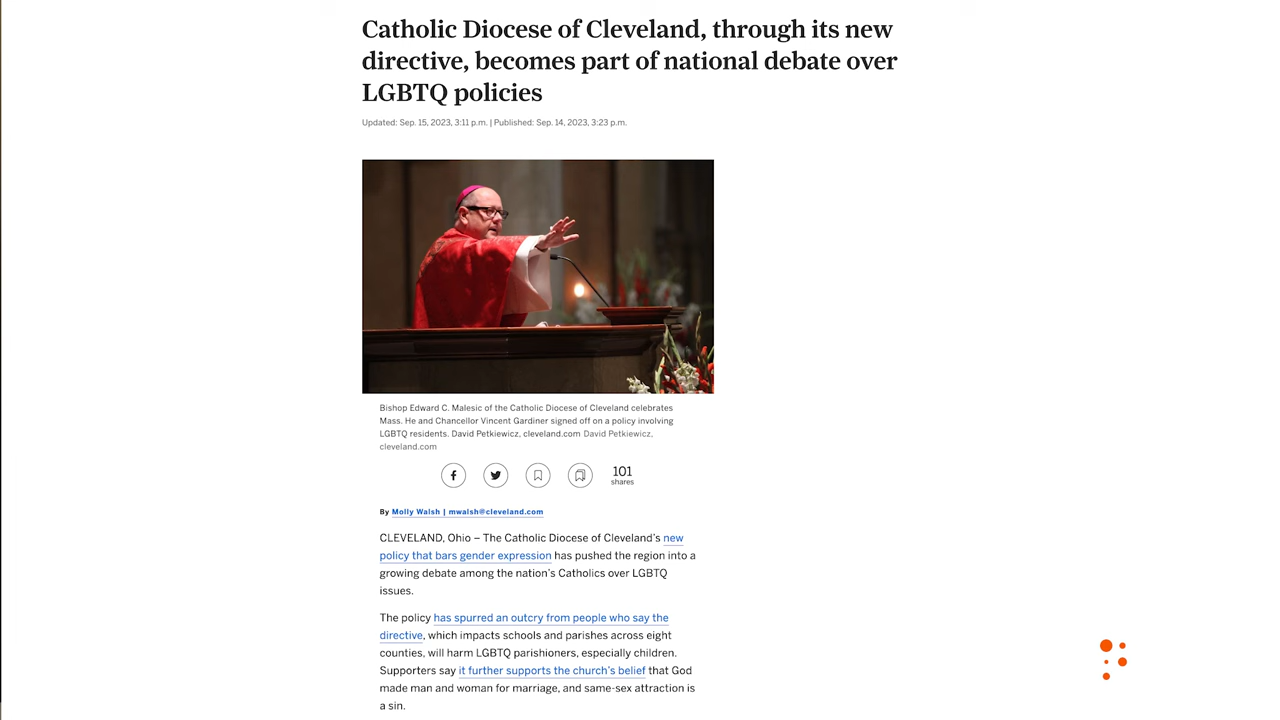 Catholic Diocese of Cleveland, through its new
directive, becomes part of national debate over
LGBTQ policies
Updated: Sep. 15, 2023, 3:11 p.m. | Published: Sep. 14, 2023, 3:23 p.m.
Bishop Edward C. Malesic of the Catholic Diocese of Cleveland celebrates
Mass. He and Chancellor Vincent Gardiner signed off on a policy involving
LGBTQ residents. David Petkiewicz, cleveland.com David Petkiewicz,
cleveland.com
101
shares
By Molly Walsh | mwalsh@cleveland.com
CLEVELAND, Ohio – The Catholic Diocese of Cleveland’s new
policy that bars gender expression has pushed the region into a
growing debate among the nation’s Catholics over LGBTQ
issues.
The policy has spurred an outcry from people who say the
directive, which impacts schools and parishes across eight
counties, will harm LGBTQ parishioners, especially children.
Supporters say it further supports the church’s belief that God
made man and woman for marriage, and same-sex attraction is
a sin.